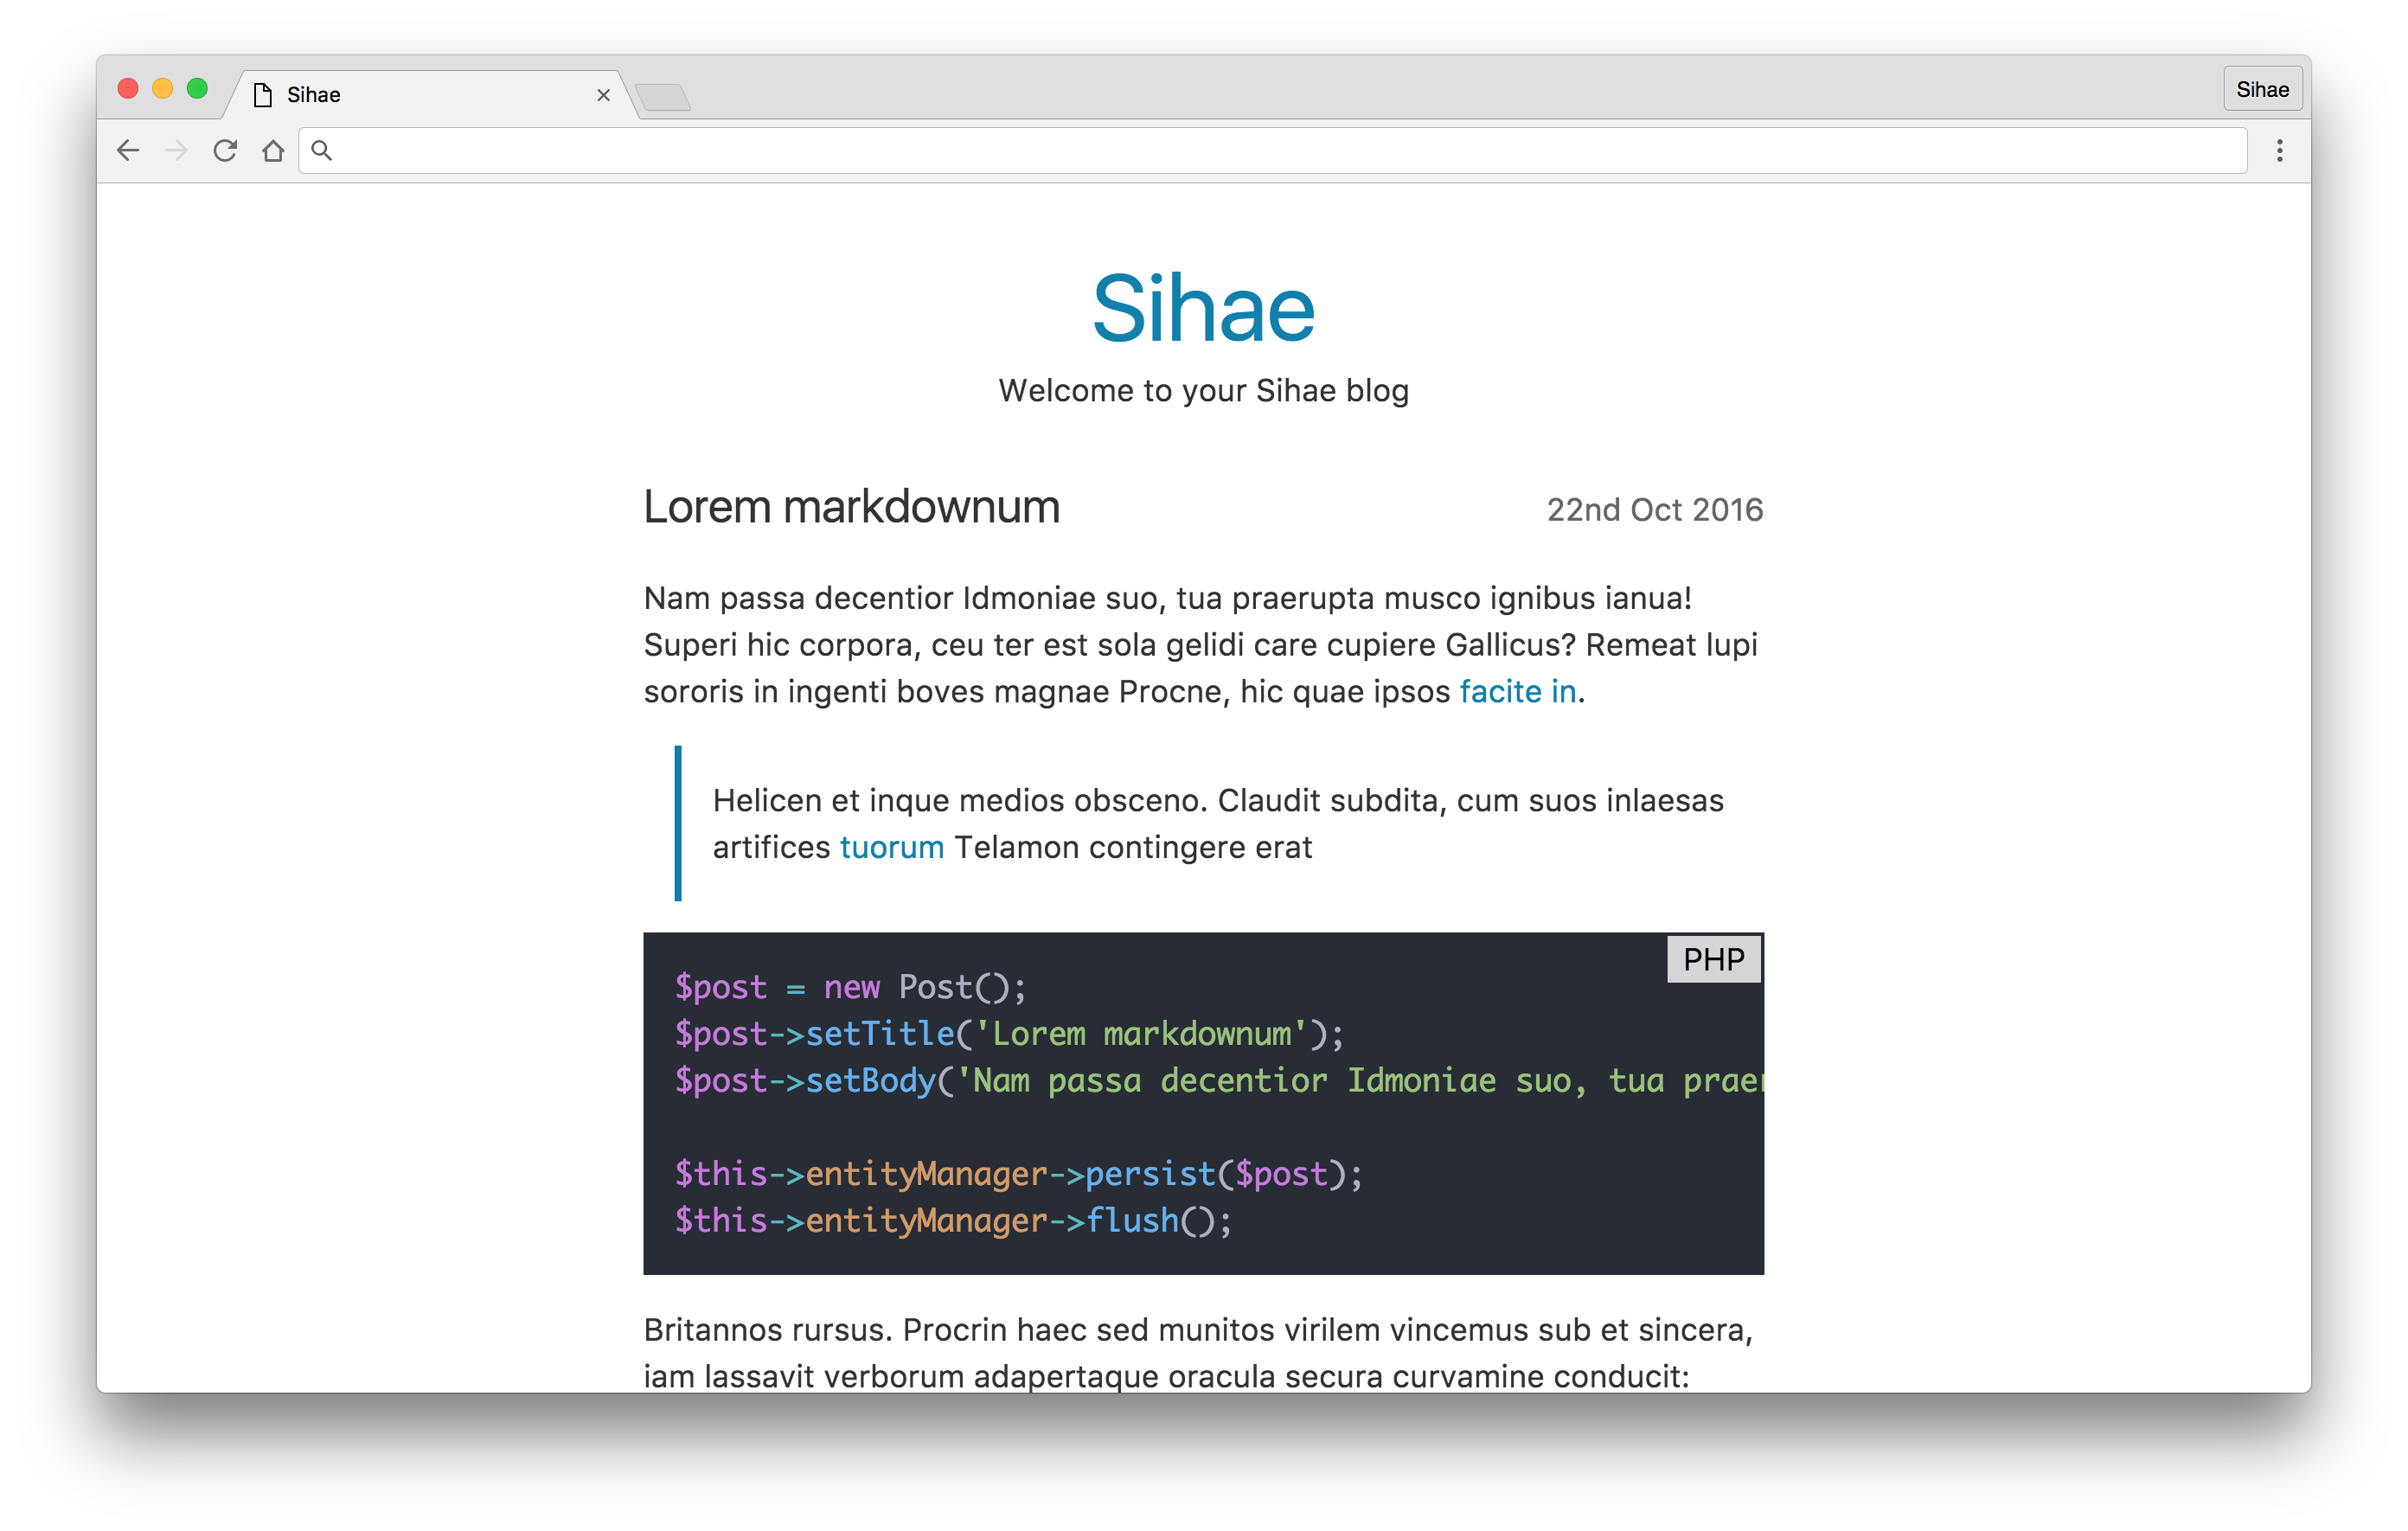 Sihae
Sihae
Sihae
Welcome to your Sihae blog
Lorem markdownum
22nd Oct 2016
Nam passa decentior Idmoniae suo, tua praerupta musco ignibus ianua!
Superi hic corpora, ceu ter est sola gelidi care cupiere Gallicus? Remeat lupi
sororis in ingenti boves magnae Procne, hic quae ipsos facite in.
Helicen et inque medios obsceno. Claudit subdita, cum suos inlaesas
artifices tuorum Telamon contingere erat
PHP
$post = new Post();
$post->setTitle('Lorem markdownum');
$post->setBody('Nam passa decentior Idmoniae suo, tua praer
$this->entityManager->persist($post);
$this->entityManager->flush();
Britannos rursus. Procrin haec sed munitos virilem vincemus sub et sincera,
iam lassavit verborum adapertaque oracula secura curvamine conducit: